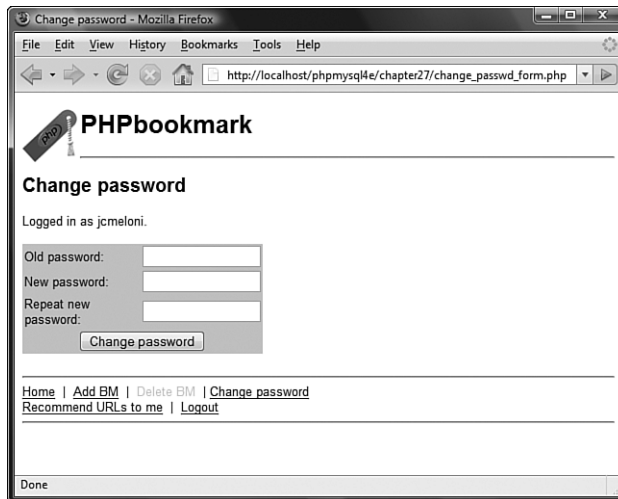 Change password - Mozilla Firefox
File Edit View History Bookmarks Tools Help
http://localhost/phpmysql4e/chapter27/change_passwd_form.php
php
PHPbookmark
Change password
Logged in as jcmeloni.
Old password:
New password:
Repeat new
password:
Change password
Home | Add BM | Delete BM | Change password
Recommend URLs to me | Logout
Done